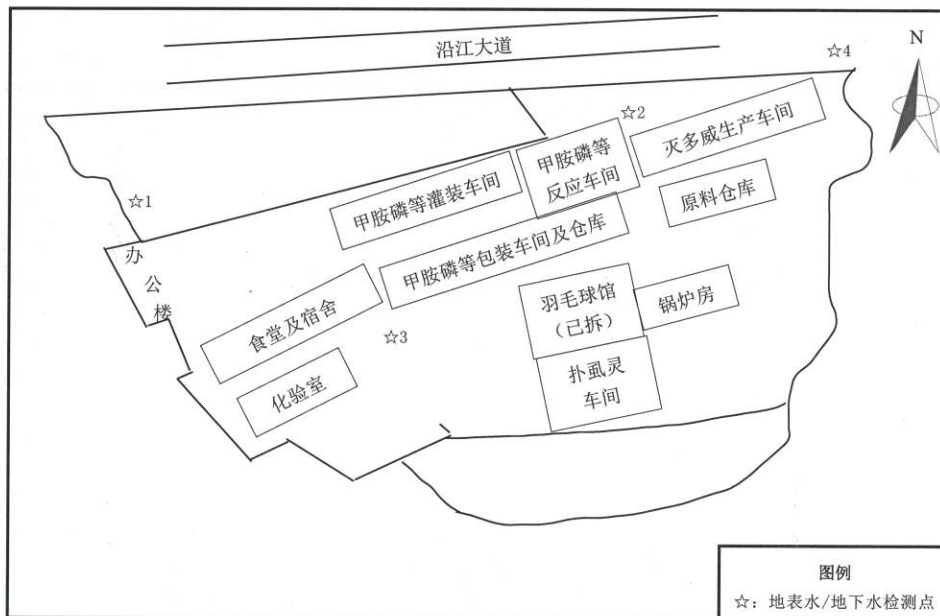 沿江大道
☆4
N
☆2
灭多威生产车间
甲胺磷等
反应车间
甲胺磷等灌装车间
原料仓库
☆1
甲胺磷等包装车间及仓库
办
公
楼
羽毛球馆
(已拆)
锅炉房
食堂及宿舍
☆3
扑虱灵
车间
化验室
图例
☆: 地表水/地下水检测点